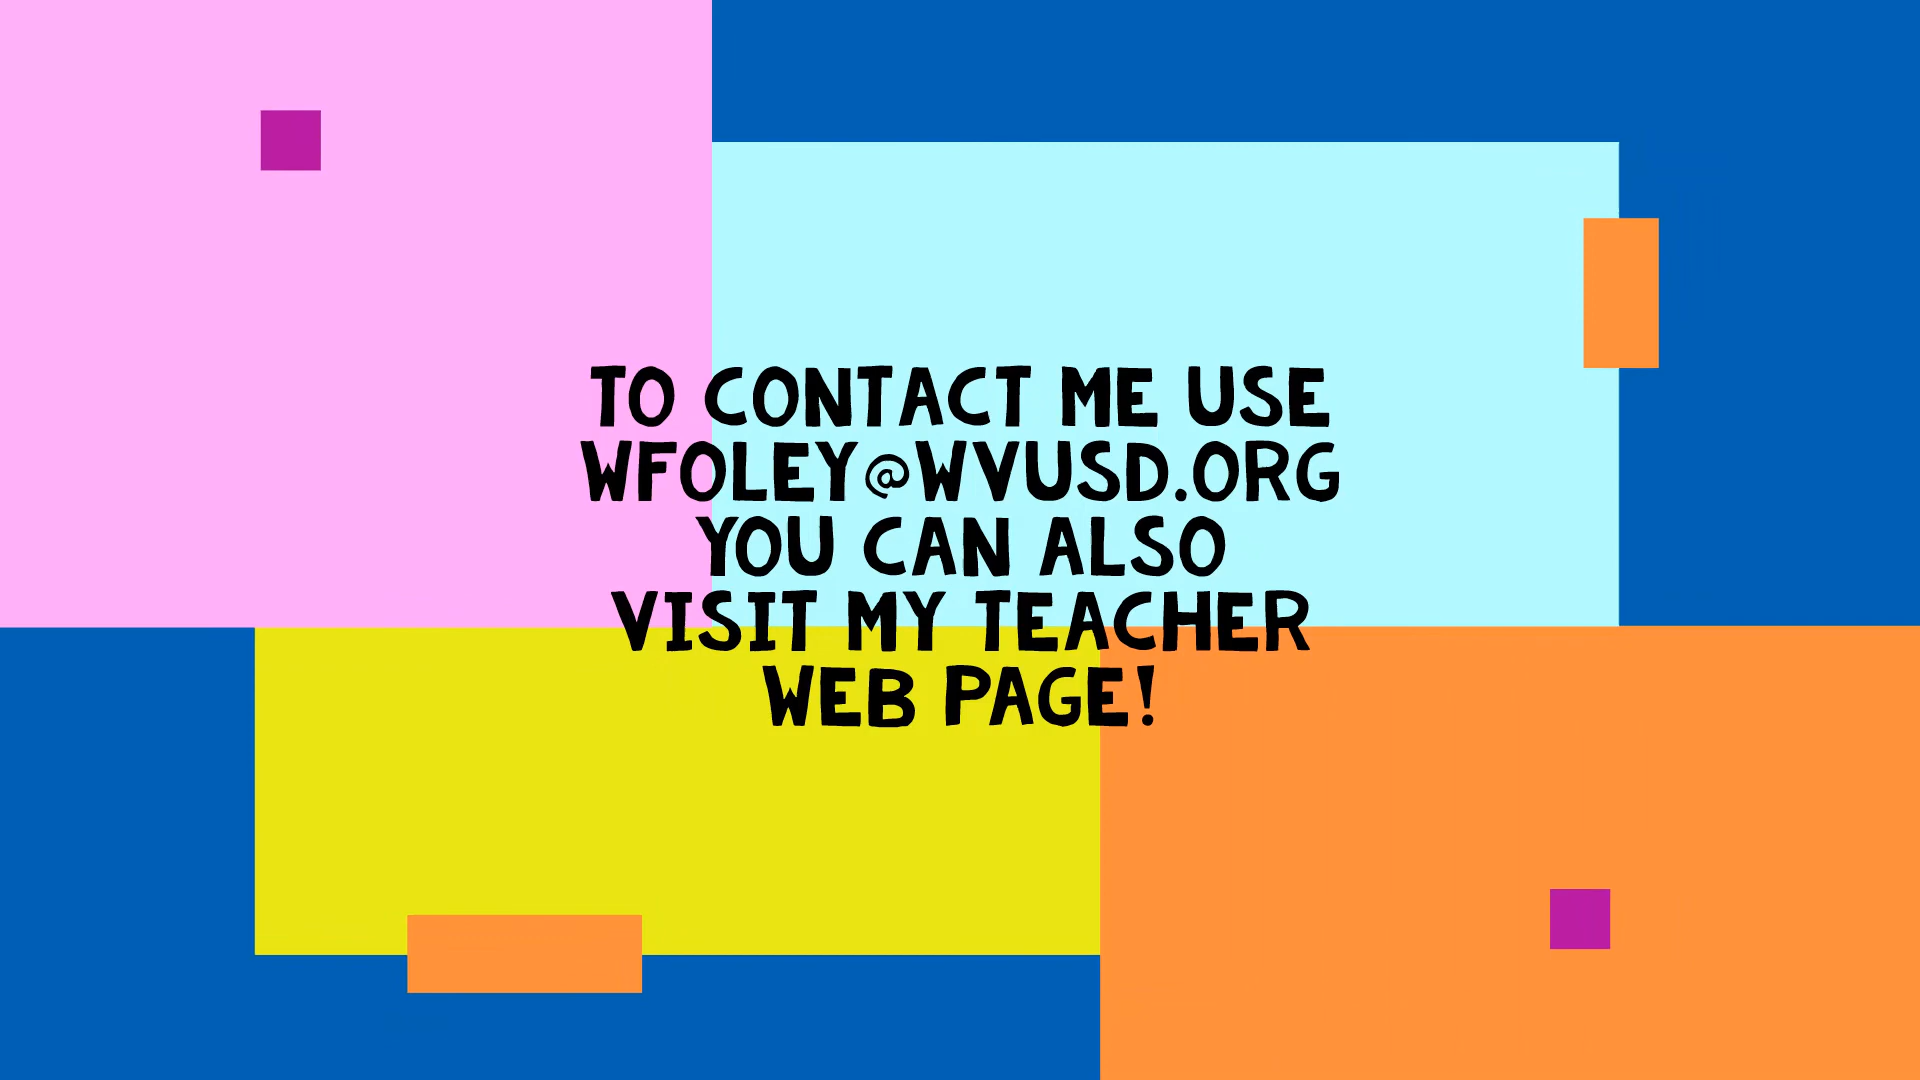 TO CONTACT ME USE
WFOLEY@WVUSD.ORG
YOU CAN ALSO
VISIT MY TEACHER
WEB PAGE!